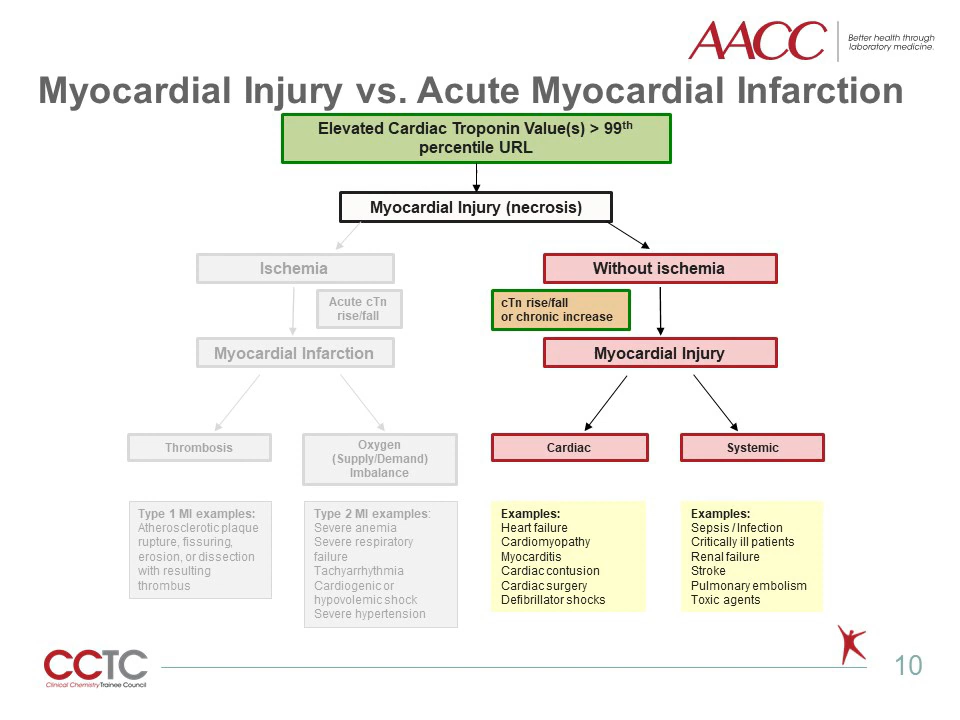 AACC
Better health through
laboratory medicine.
Myocardial Injury vs. Acute Myocardial Infarction
Elevated Cardiac Troponin Value(s) > 99th
percentile URL
Myocardial Injury (necrosis)
Ischemia
Without ischemia
Acute cTn
rise/fall
cTn rise/fall
or chronic increase
Myocardial Infarction
Myocardial Injury
Thrombosis
Oxygen
(Supply/Demand)
Imbalance
Cardiac
Systemic
Type 1 MI examples:
Atherosclerotic plaque
rupture, fissuring,
erosion, or dissection
with resulting
thrombus
Type 2 MI examples:
Severe anemia
Severe respiratory
failure
Tachyarrhythmia
Cardiogenic or
hypovolemic shock
Severe hypertension
Examples:
Heart failure
Cardiomyopathy
Myocarditis
Cardiac contusion
Cardiac surgery
Defibrillator shocks
Examples:
Sepsis / Infection
Critically ill patients
Renal failure
Stroke
Pulmonary embolism
Toxic agents
CCTC
Clinical Chemistry Trainee Council
10